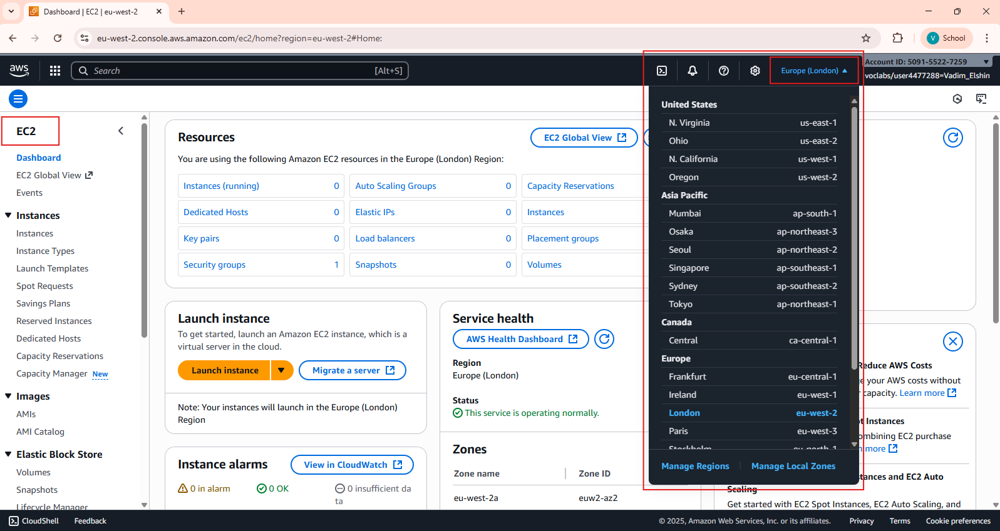 Dashboard | EC2 | eu-west-2
eu-west-2.console.aws.amazon.com/ec2/home?region=eu-west-2#Home:
V School
aws
Search [Alt+S]
Europe (London)
Account ID: 5091-5522-7259
voclabs/user4477288=Vadim_Elshin
EC2
Dashboard
EC2 Global View
Events
Instances
Instances
Instance Types
Launch Templates
Spot Requests
Savings Plans
Reserved Instances
Dedicated Hosts
Capacity Reservations
Capacity Manager New
Images
AMIs
AMI Catalog
Elastic Block Store
Volumes
Snapshots
Lifecycle Manager
Resources
EC2 Global View
You are using the following Amazon EC2 resources in the Europe (London) Region:
Instances (running) 0
Auto Scaling Groups 0
Capacity Reservations
Dedicated Hosts 0
Elastic IPs 0
Instances
Key pairs 0
Load balancers 0
Placement groups
Security groups 1
Snapshots 0
Volumes
Launch instance
To get started, launch an Amazon EC2 instance, which is a
virtual server in the cloud.
Launch instance
Migrate a server
Note: Your instances will launch in the Europe (London)
Region
Instance alarms
View in CloudWatch
0 in alarm
0 OK
0 insufficient da
ta
Service health
AWS Health Dashboard
Region
Europe (London)
Status
This service is operating normally.
Zones
Zone name Zone ID
eu-west-2a euw2-az2
United States
N. Virginia us-east-1
Ohio us-east-2
N. California us-west-1
Oregon us-west-2
Asia Pacific
Mumbai ap-south-1
Osaka ap-northeast-3
Seoul ap-northeast-2
Singapore ap-southeast-1
Sydney ap-southeast-2
Tokyo ap-northeast-1
Canada
Central ca-central-1
Europe
Frankfurt eu-central-1
Ireland eu-west-1
London eu-west-2
Paris eu-west-3
Stockholm eu-north-1
Manage Regions
Manage Local Zones
Reduce AWS Costs
your AWS costs without
capacity. Learn more
Instances
ombining EC2 purchase
more
tances and EC2 Auto
Scaling
Get started with EC2 Spot Instances, EC2 Auto Scaling, and
CloudShell
Feedback
© 2025, Amazon Web Services, Inc. or its affiliates.
Privacy
Terms
Cookie preferences